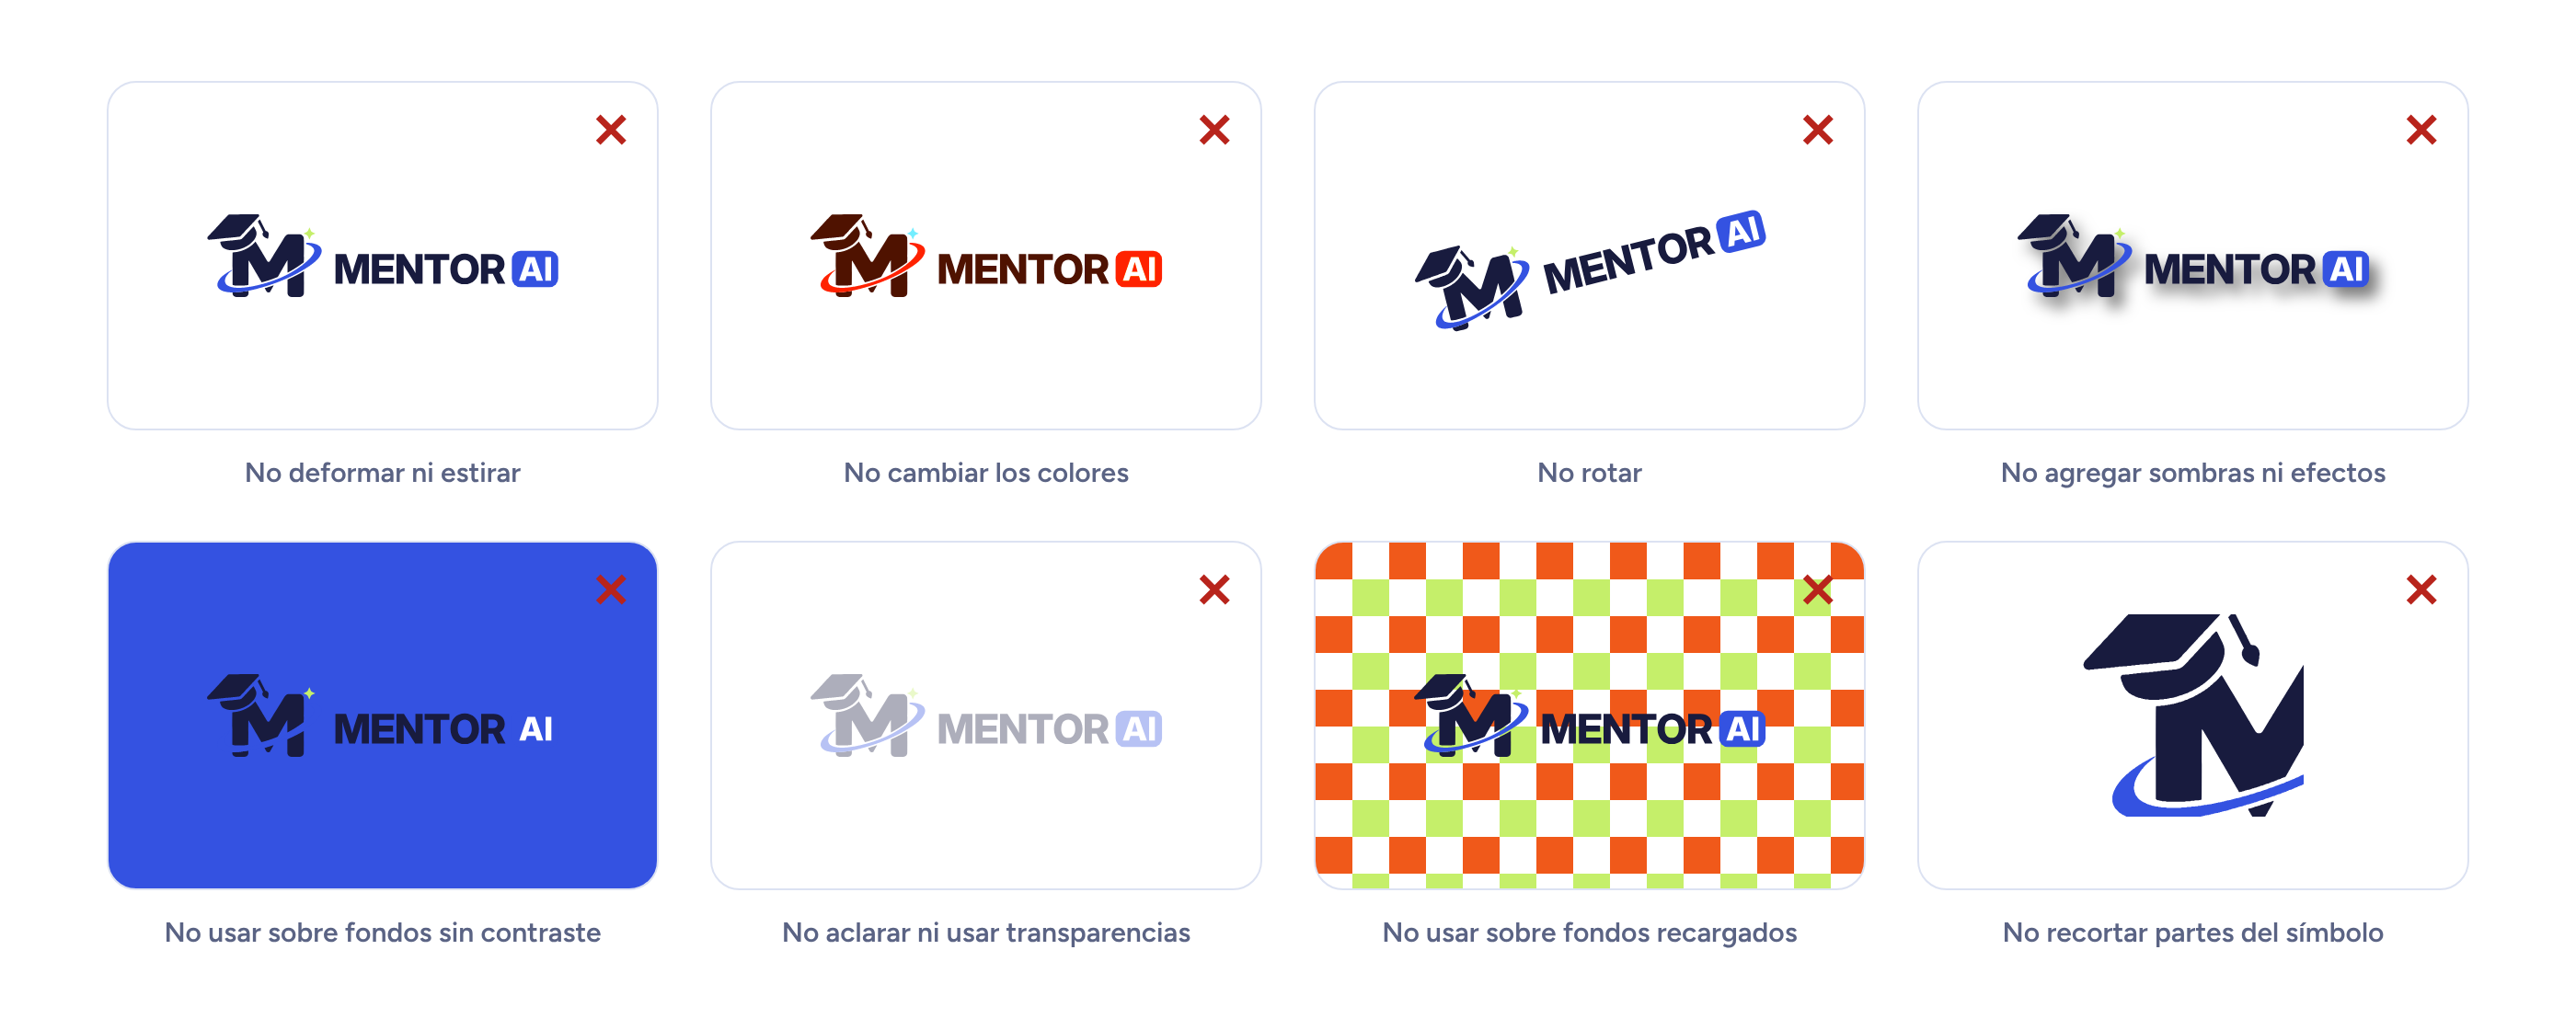 MENTOR AI
MENTOR AI
MENTOR AI
MENTOR AI
No deformar ni estirar
No cambiar los colores
No rotar
No agregar sombras ni efectos
MENTOR AI
MENTOR AI
MENTOR AI
No usar sobre fondos sin contraste
No aclarar ni usar transparencias
No usar sobre fondos recargados
No recortar partes del símbolo